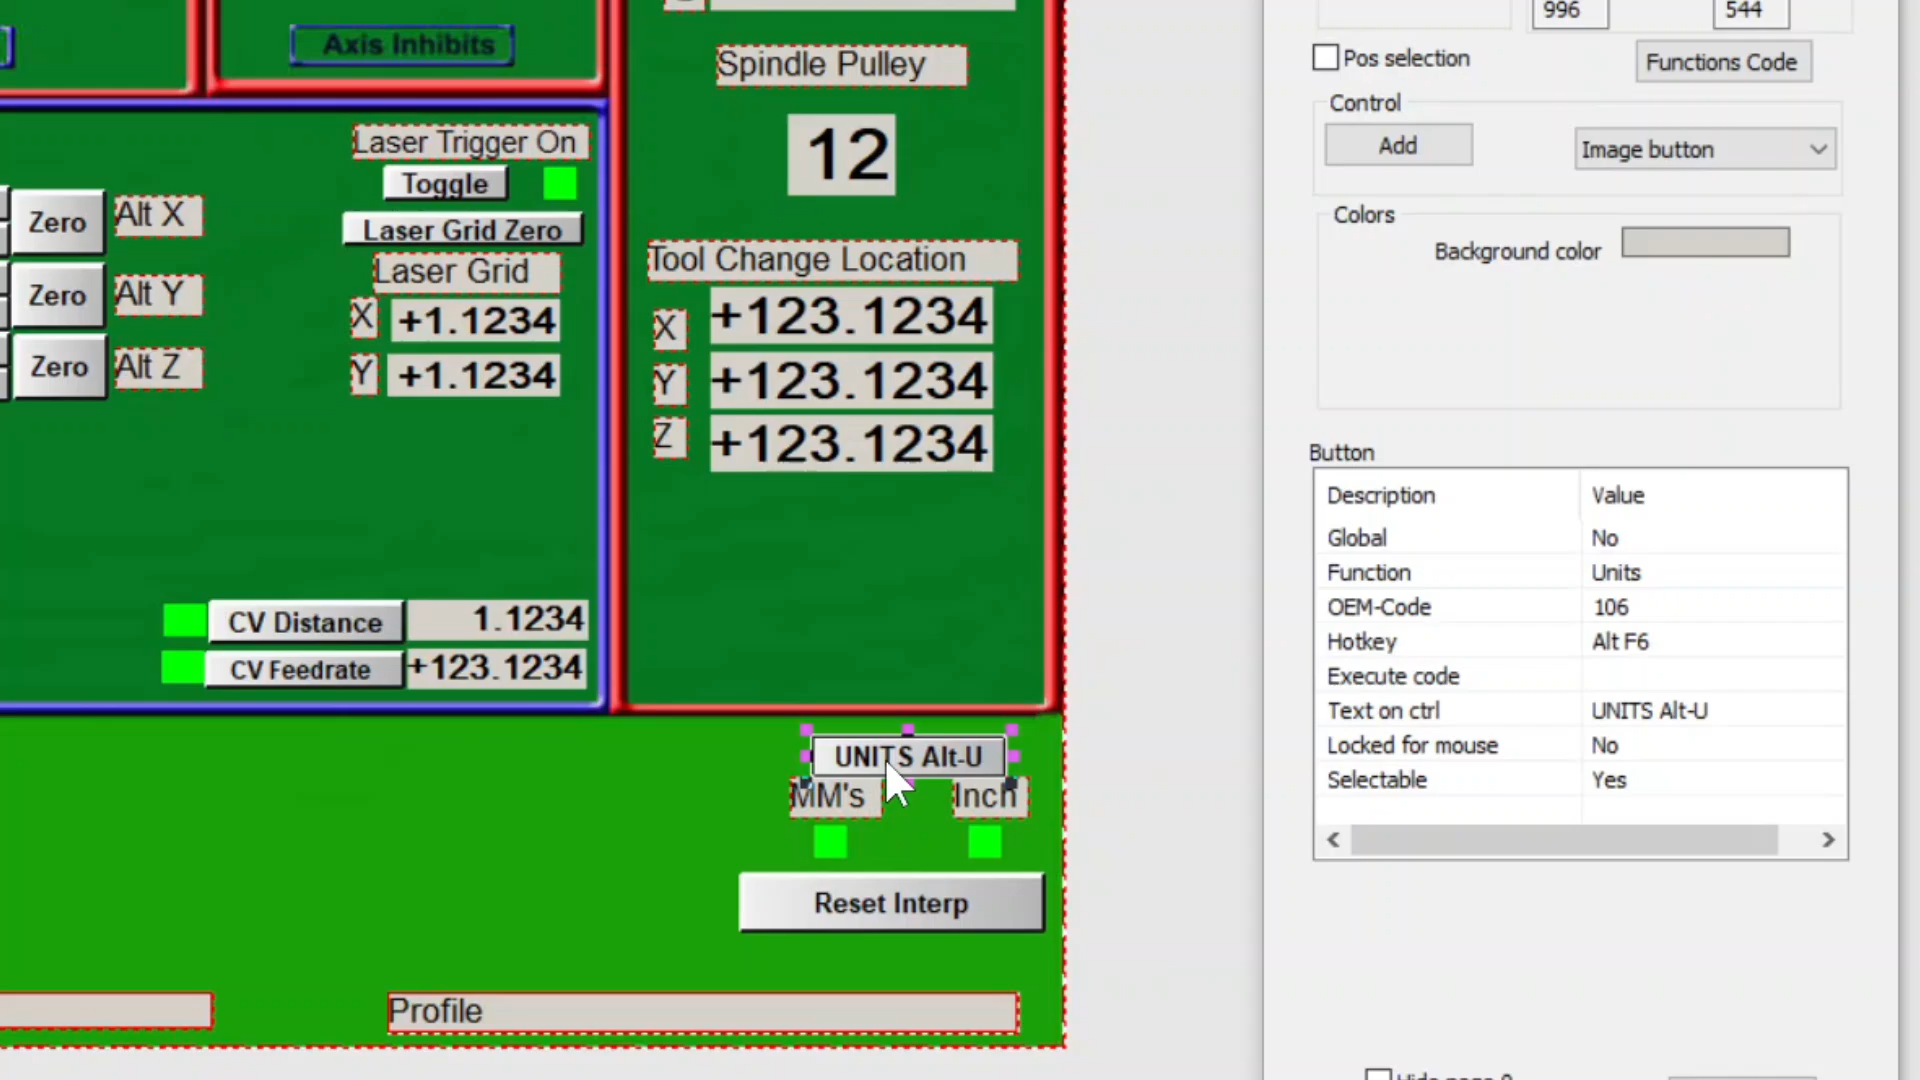 Axis Inhibits
Spindle Pulley
12
Laser Trigger On
Toggle
Laser Grid Zero
Laser Grid
X +1.1234
Y +1.1234
Zero Alt X
Zero Alt Y
Zero Alt Z
Tool Change Location
X +123.1234
Y +123.1234
Z +123.1234
CV Distance 1.1234
CV Feedrate +123.1234
UNITS Alt-U
MM's Inch
Reset Interp
Profile
996 544
Pos selection Functions Code
Control
Add Image button
Colors
Background color
Button
Description Value
Global No
Function Units
OEM-Code 106
Hotkey Alt F6
Execute code
Text on ctrl UNITS Alt-U
Locked for mouse No
Selectable Yes